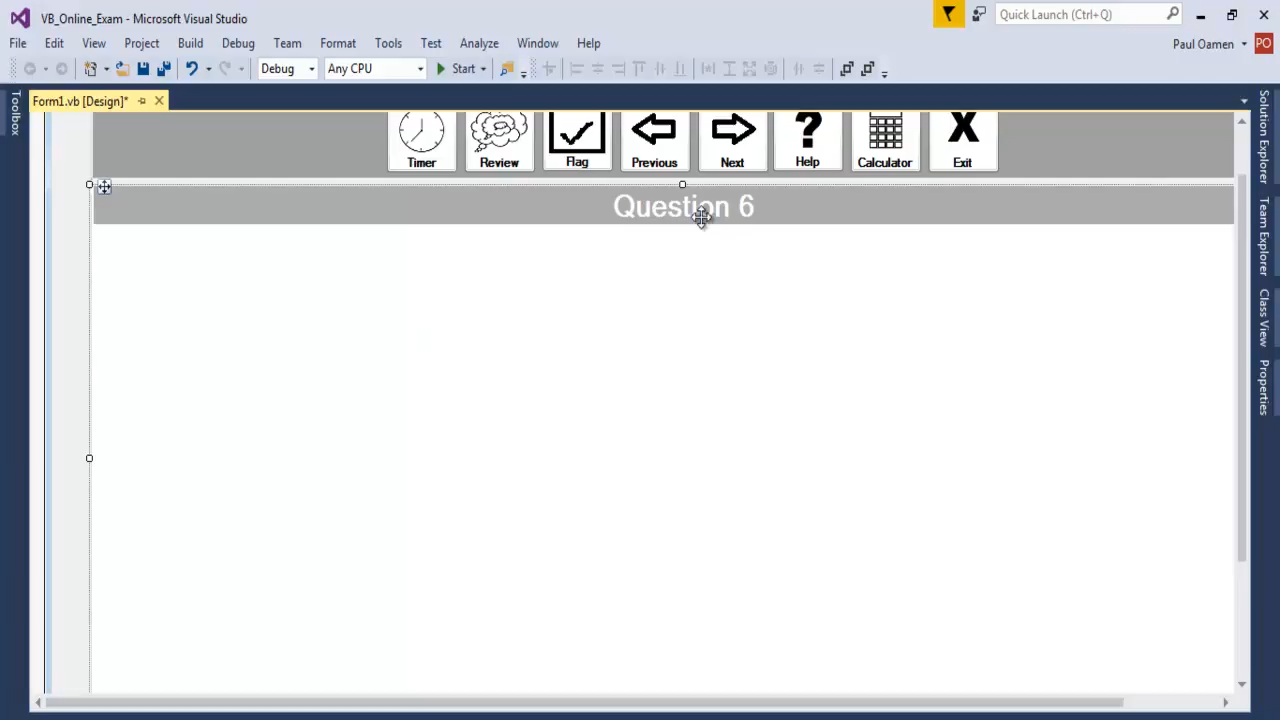 VB_Online_Exam - Microsoft Visual Studio
Quick Launch (Ctrl+Q)
File Edit View Project Build Debug Team Format Tools Test Analyze Window Help
Paul Oamen PO
Debug Any CPU Start
Toolbox
Form1.vb [Design]*
Timer Review Flag Previous Next Help Calculator Exit
Question 6
Solution Explorer
Team Explorer
Class View
Properties